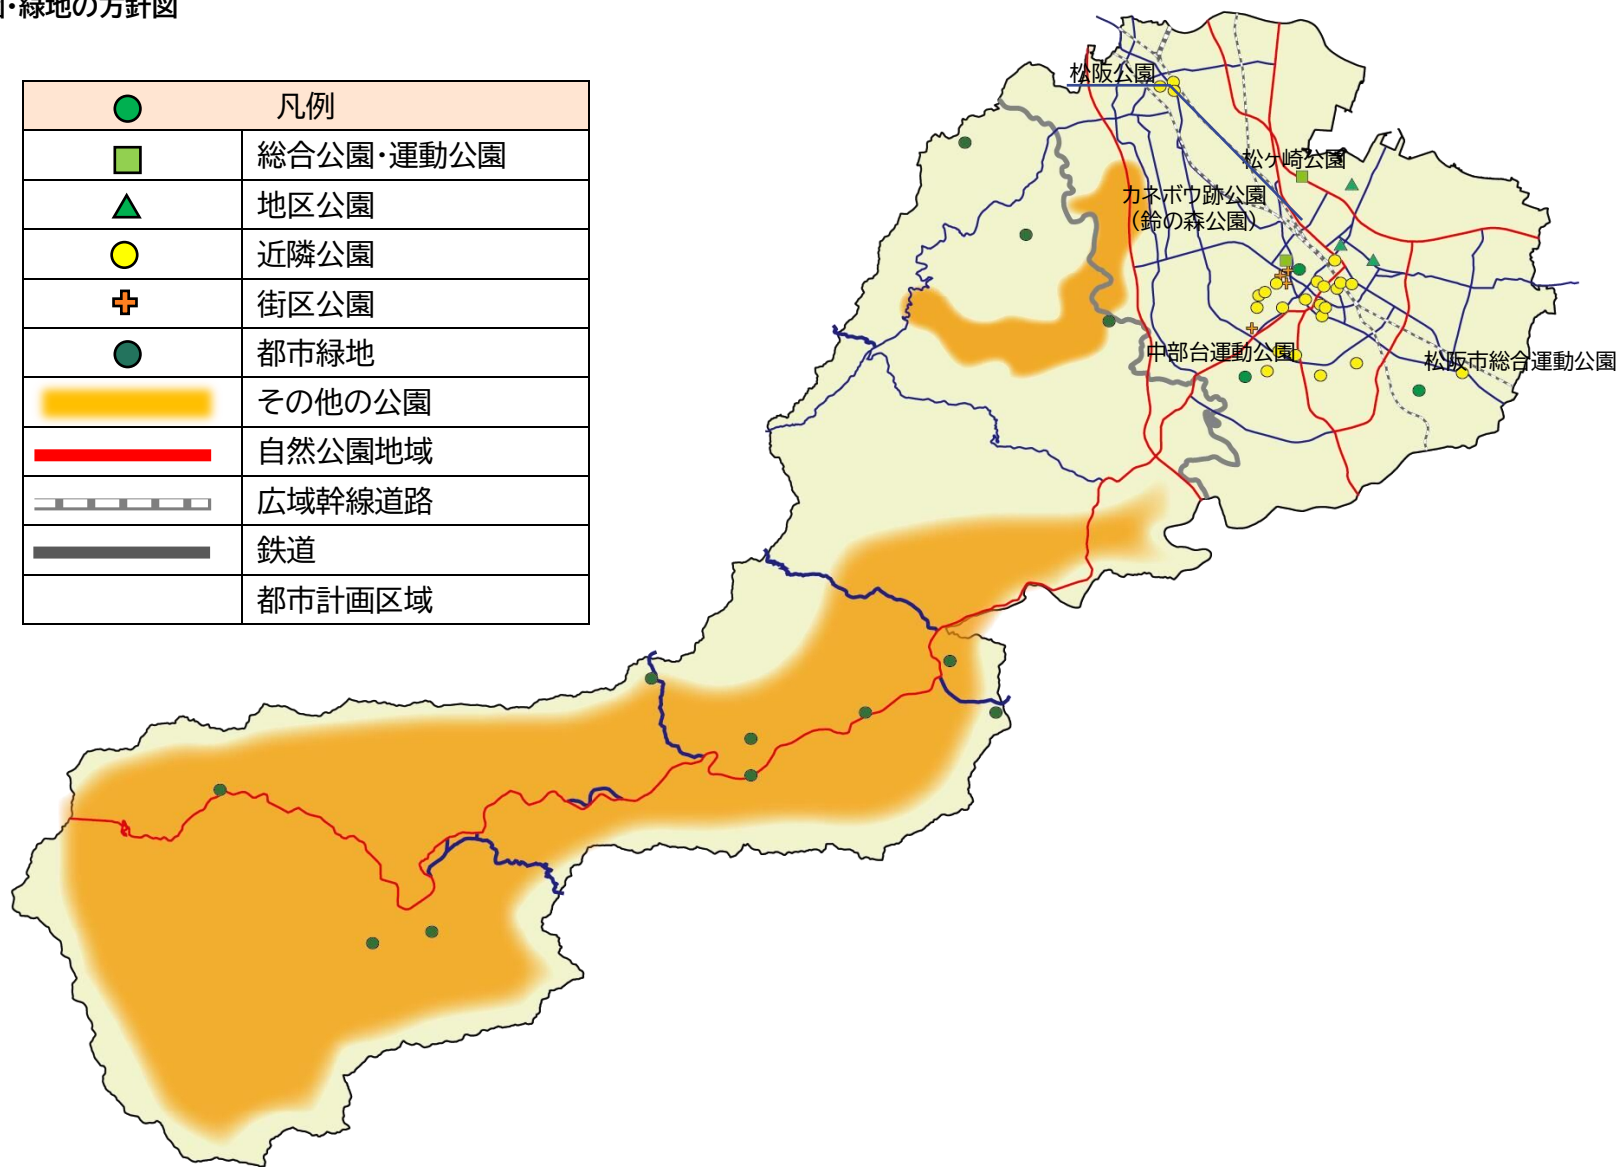 ・緑地の方針図
凡例
総合公園・運動公園
地区公園
近隣公園
街区公園
都市緑地
その他の公園
自然公園地域
広域幹線道路
鉄道
都市計画区域
松阪公園
松ヶ崎公園
カネボウ跡公園
（鈴の森公園）
中部台運動公園
松阪市総合運動公園